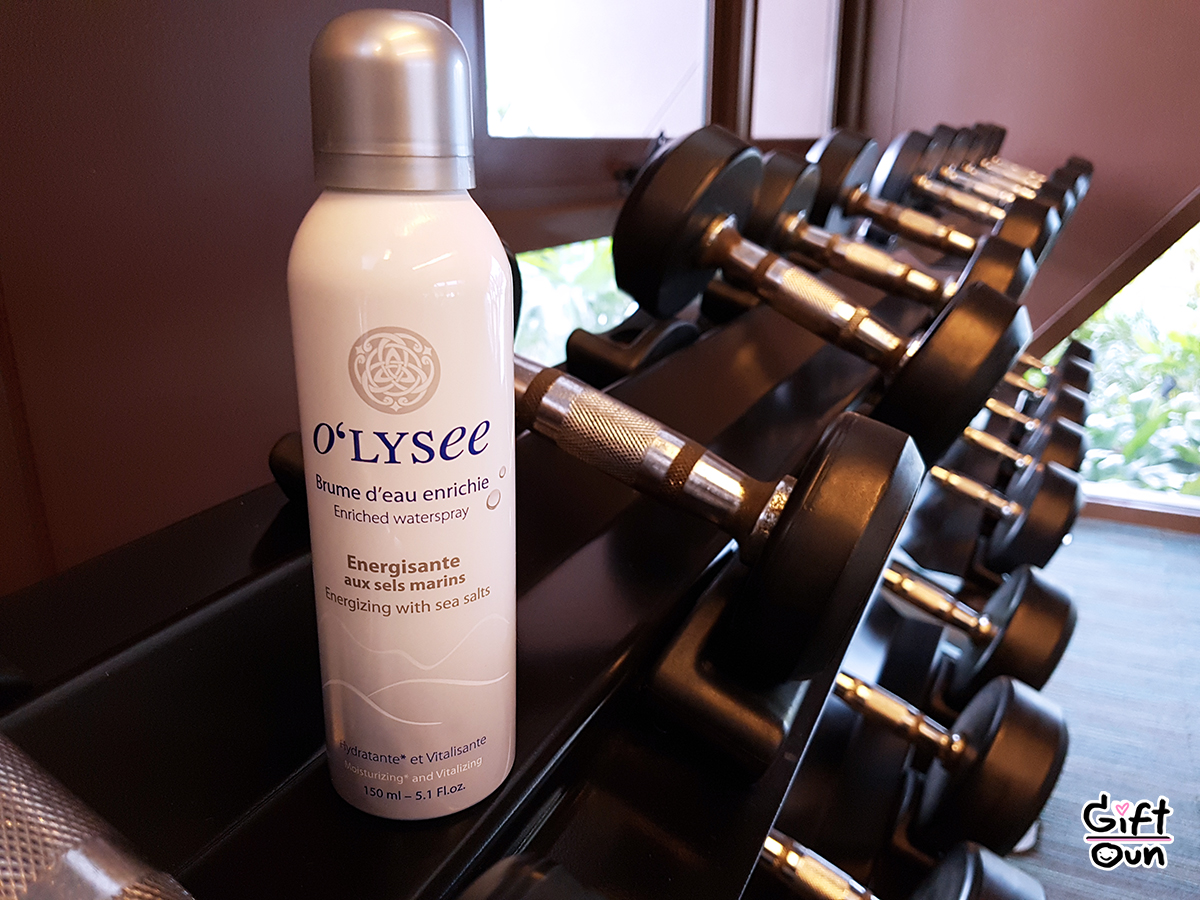 O'LYSee
Brume d'eau enrichie
Enriched waterspray
Energisante
aux sels marins
Energizing with sea salts
Hydratante* et Vitalisante
Moisturizing* and Vitalizing
150 ml – 5.1 Fl.oz.
Gift
Oun